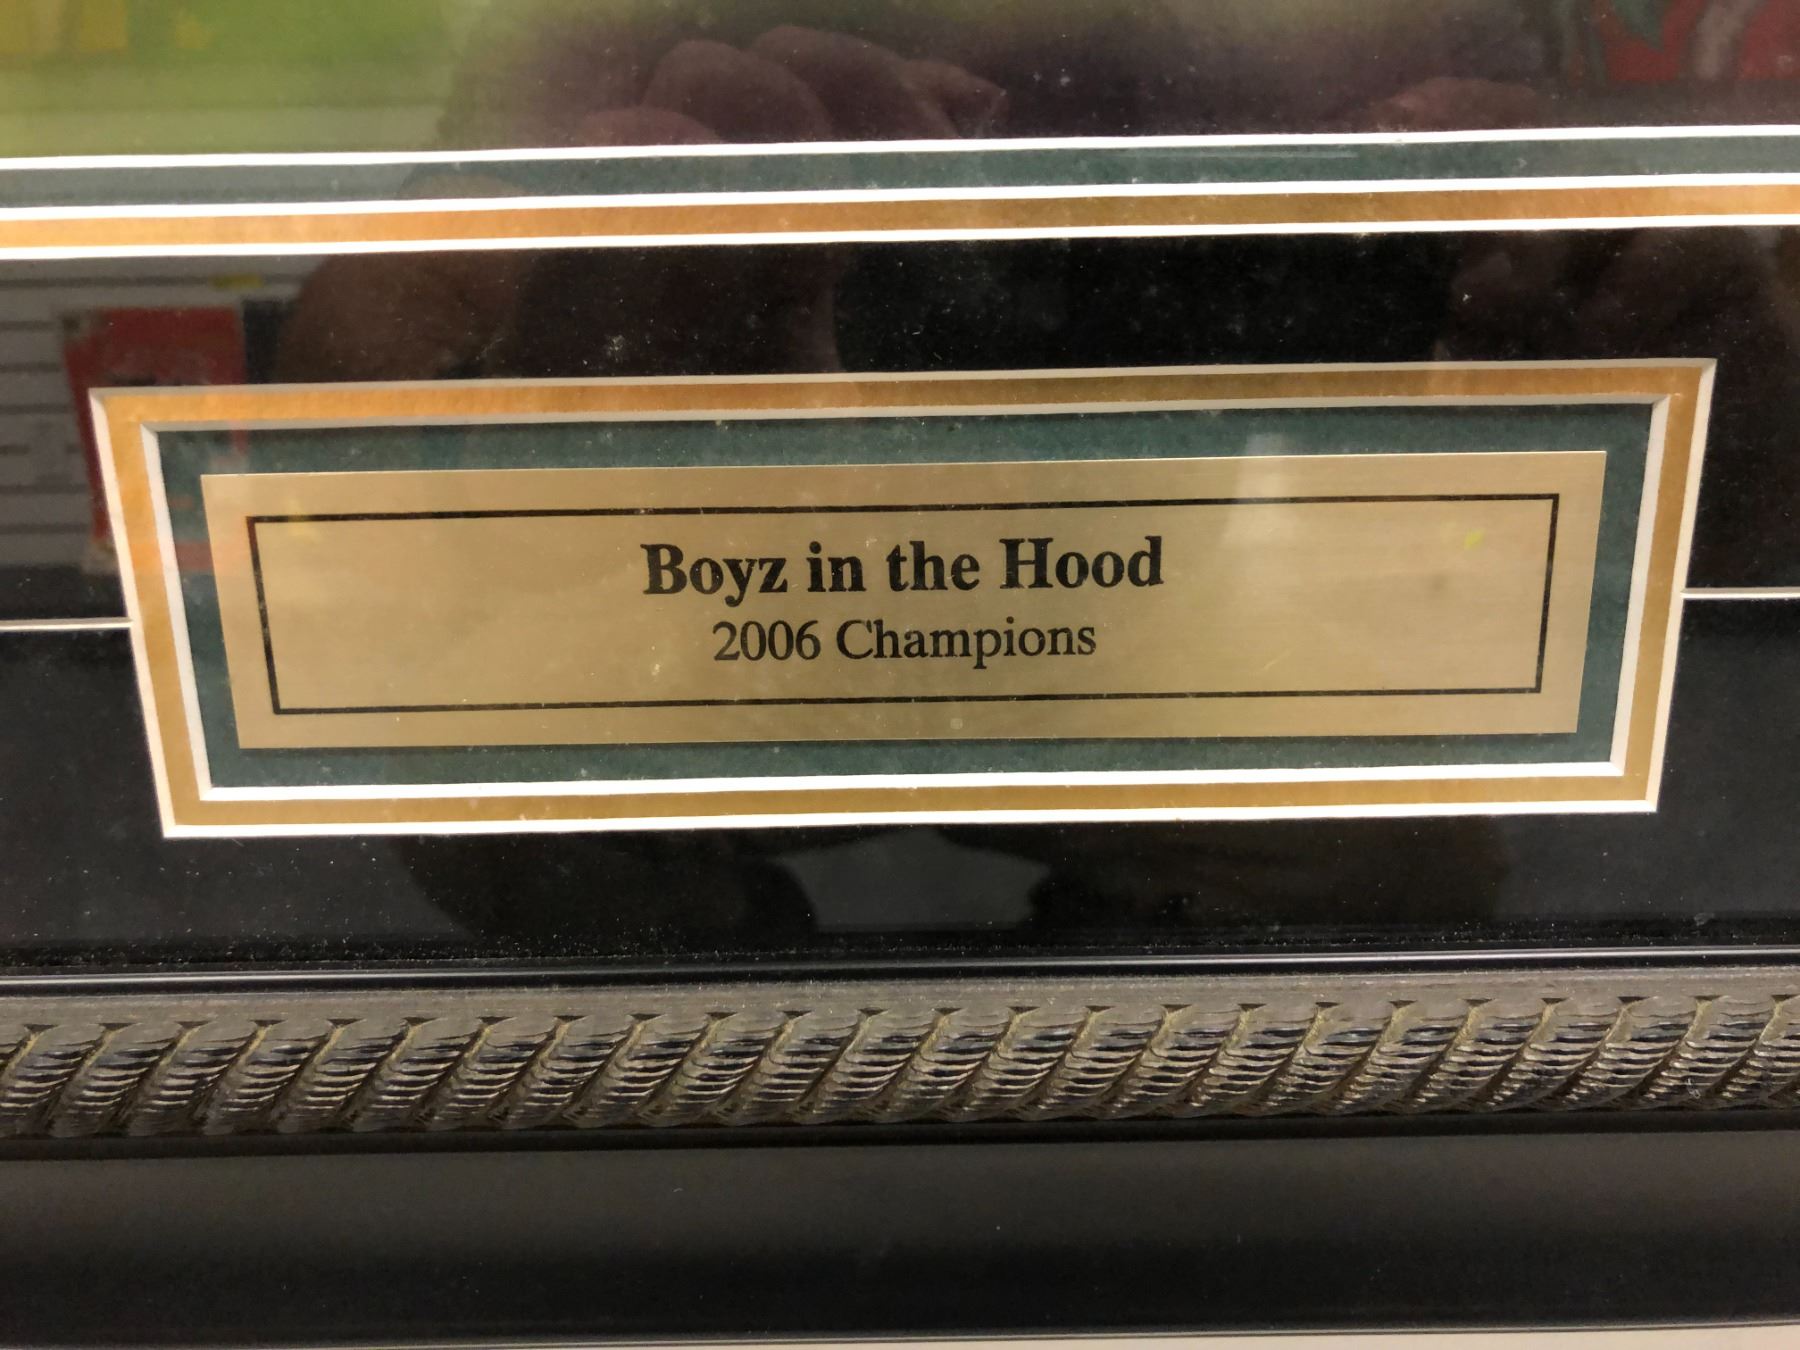 Boyz in the Hood
2006 Champions